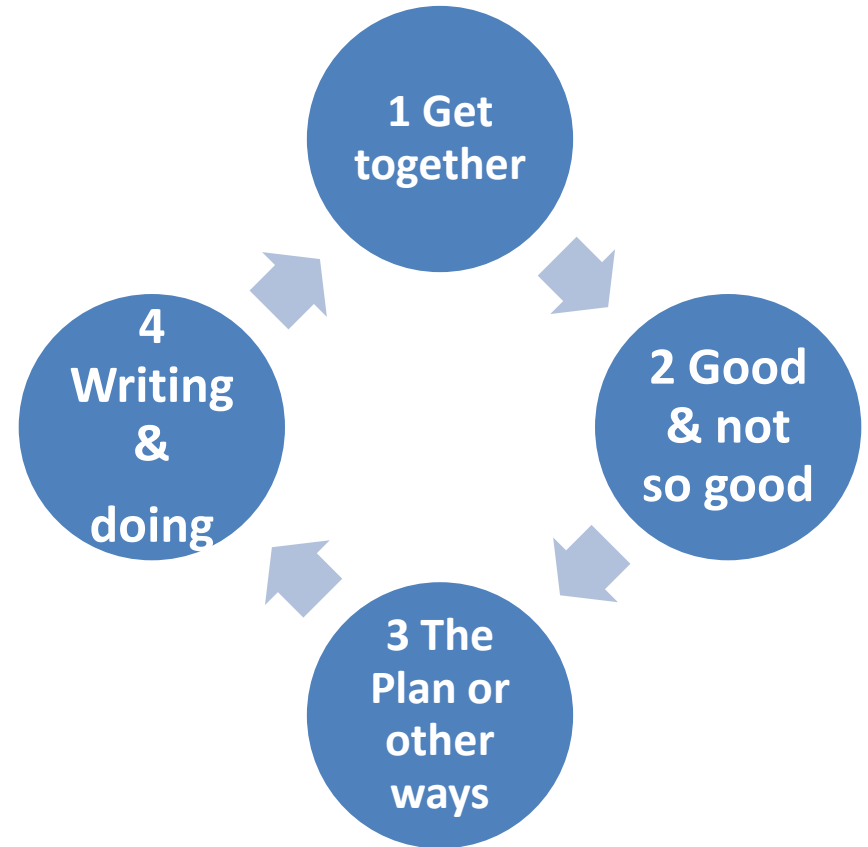 1 Get
together
2 Good
& not
so good
3 The
Plan or
other
ways
4
Writing
&
doing